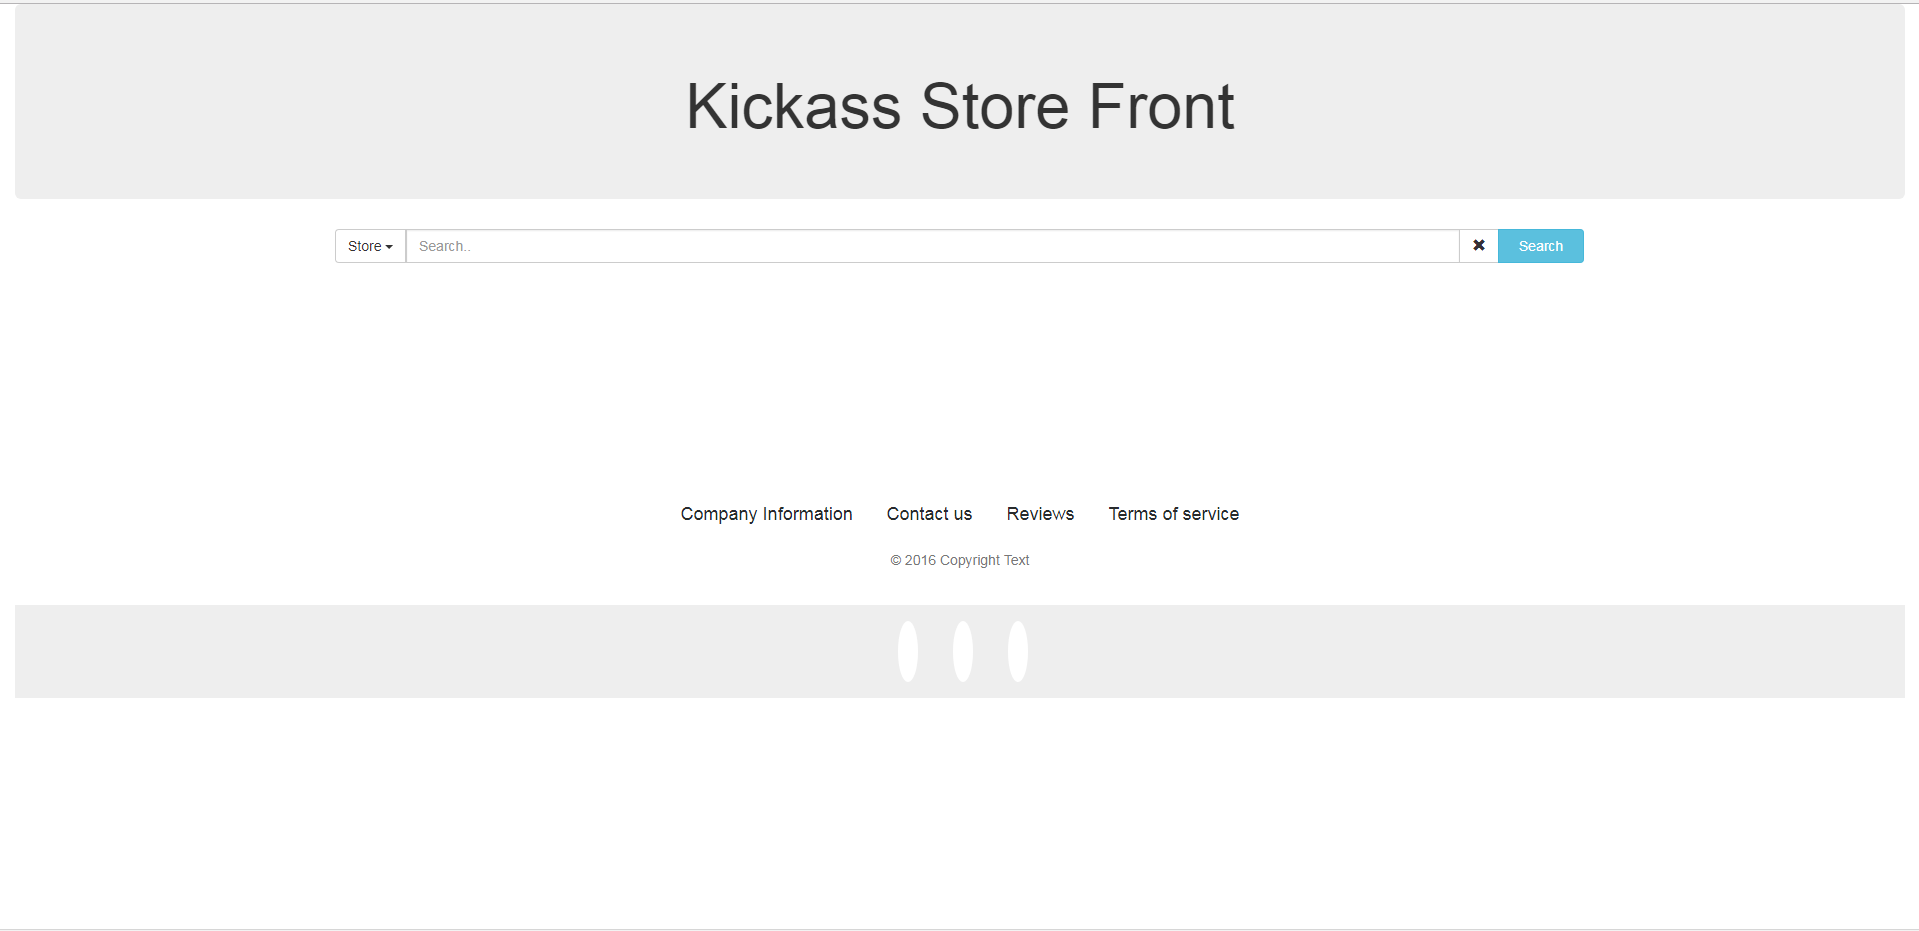 Kickass Store Front
Store Search.. Search
Company Information Contact us Reviews Terms of service
© 2016 Copyright Text